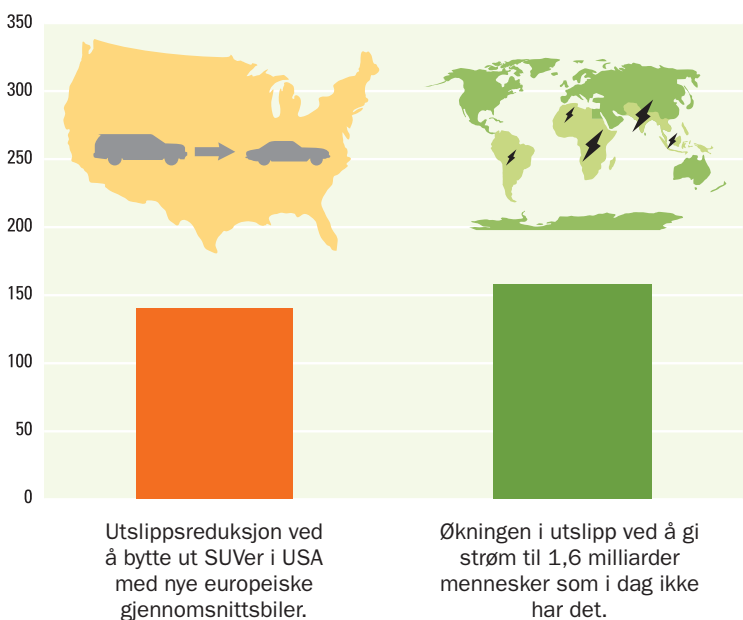 350
300
250
200
150
100
50
0
Utslippsreduksjon ved
å bytte ut SUVer i USA
med nye europeiske
gjennomsnittsbiler.
Økningen i utslipp ved å gi
strøm til 1,6 milliarder
mennesker som i dag ikke
har det.